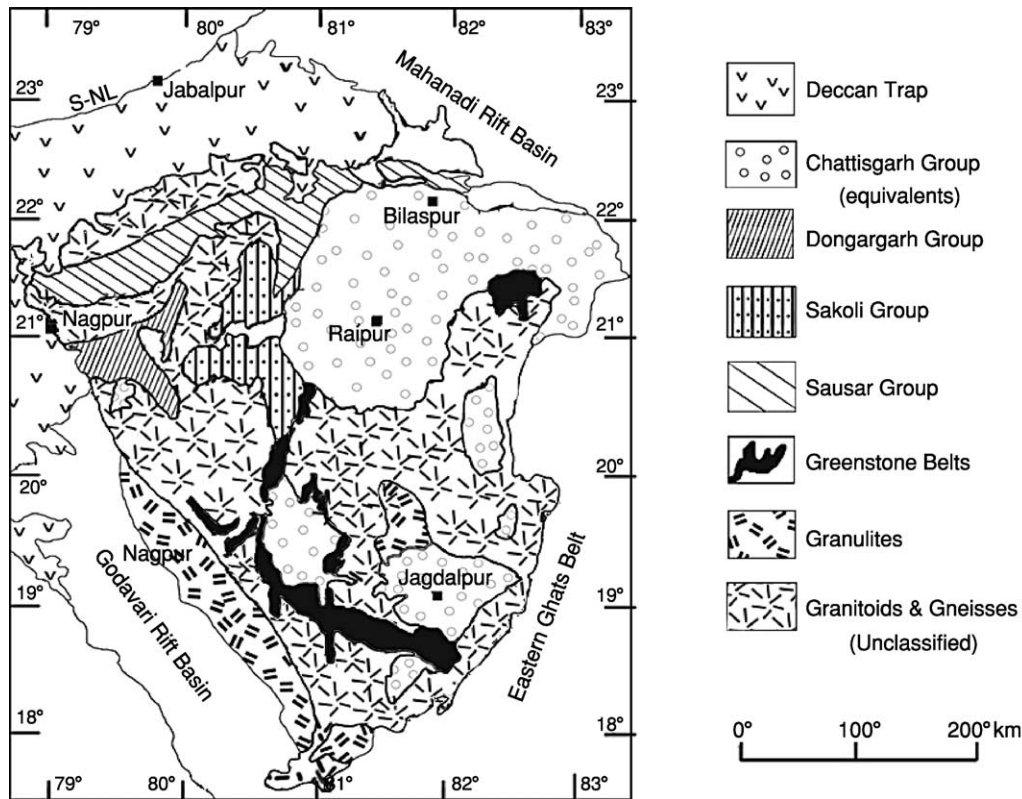 79°
80°
81°
82°
83°
23°
S-NL
Jabalpur
Mahanadi Rift Basin
23°
22°
Bilaspur
22°
21°
Nagpur
Raipur
21°
20°
20°
Nagpur
Godavari Rift Basin
Jagdalpur
19°
19°
Eastern Ghats Belt
18°
18°
79°
80°
81°
82°
83°
Deccan Trap
Chattisgarh Group
(equivalents)
Dongargarh Group
Sakoli Group
Sausar Group
Greenstone Belts
Granulites
Granitoids & Gneisses
(Unclassified)
0° 100° 200° km